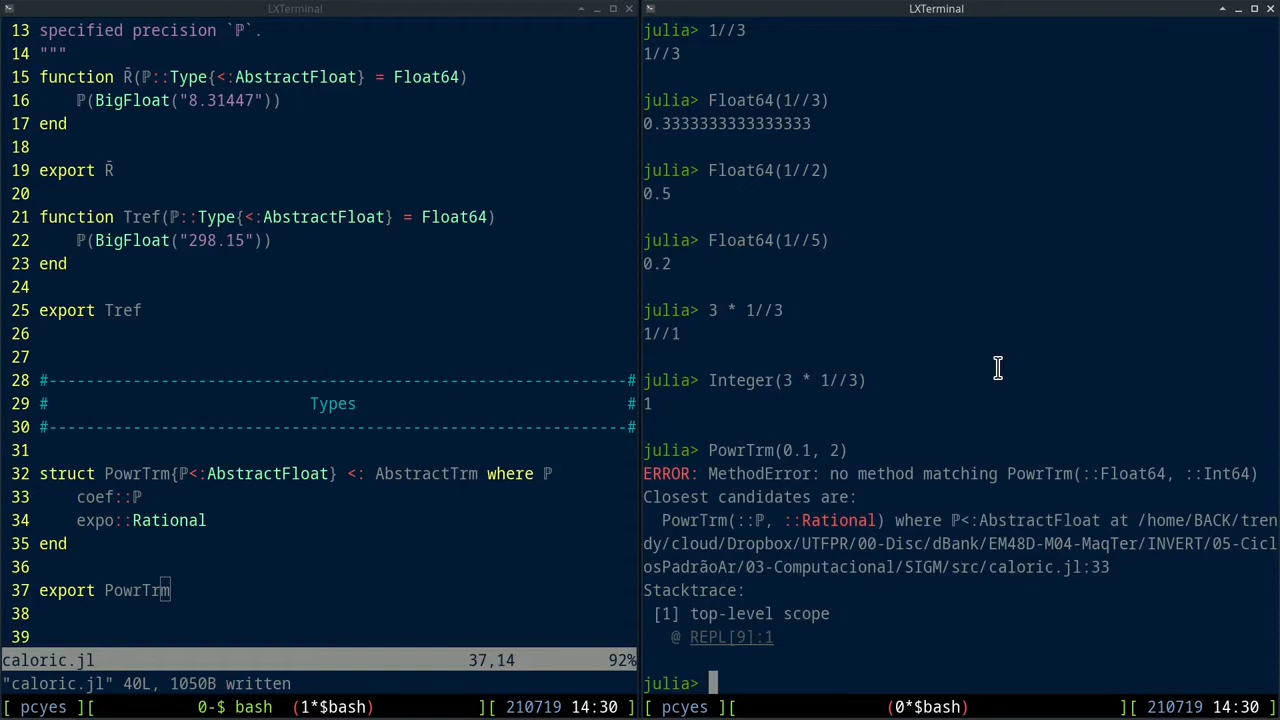 LXTerminal
13 specified precision `ℙ`.
14 """
15 function R̄(ℙ::Type{<:AbstractFloat} = Float64)
16     ℙ(BigFloat("8.31447"))
17 end
18
19 export R̄
20
21 function Tref(ℙ::Type{<:AbstractFloat} = Float64)
22     ℙ(BigFloat("298.15"))
23 end
24
25 export Tref
26
27
28 #---------------------------------------------------------------#
29 #                             Types                             #
30 #---------------------------------------------------------------#
31
32 struct PowrTrm{ℙ<:AbstractFloat} <: AbstractTrm where ℙ
33     coef::ℙ
34     expo::Rational
35 end
36
37 export PowrTrm
38
39
caloric.jl 37,14 92%
"caloric.jl" 40L, 1050B written
[ pcyes ][ 0-$ bash (1*$bash) ][ 210719 14:30 ]
LXTerminal
julia> 1//3
1//3
julia> Float64(1//3)
0.3333333333333333
julia> Float64(1//2)
0.5
julia> Float64(1//5)
0.2
julia> 3 * 1//3
1//1
julia> Integer(3 * 1//3)
1
julia> PowrTrm(0.1, 2)
ERROR: MethodError: no method matching PowrTrm(::Float64, ::Int64)
Closest candidates are:
  PowrTrm(::ℙ, ::Rational) where ℙ<:AbstractFloat at /home/BACK/tren
dy/cloud/Dropbox/UTFPR/00-Disc/dBank/EM48D-M04-MaqTer/INVERT/05-Cicl
osPadrãoAr/03-Computacional/SIGM/src/caloric.jl:33
Stacktrace:
 [1] top-level scope
   @ REPL[9]:1
julia>
[ pcyes ][ (0*$bash) ][ 210719 14:30 ]